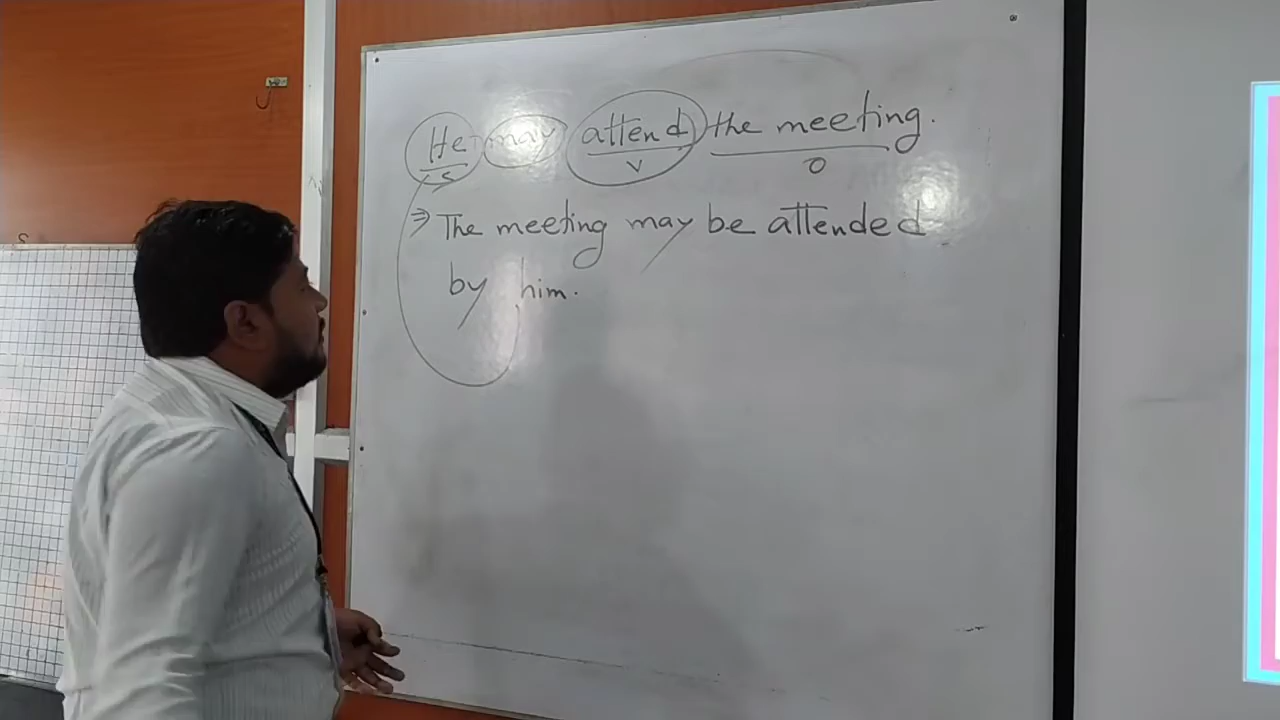 He may attend the meeting.
S V O
⇒ The meeting may be attended
by him.